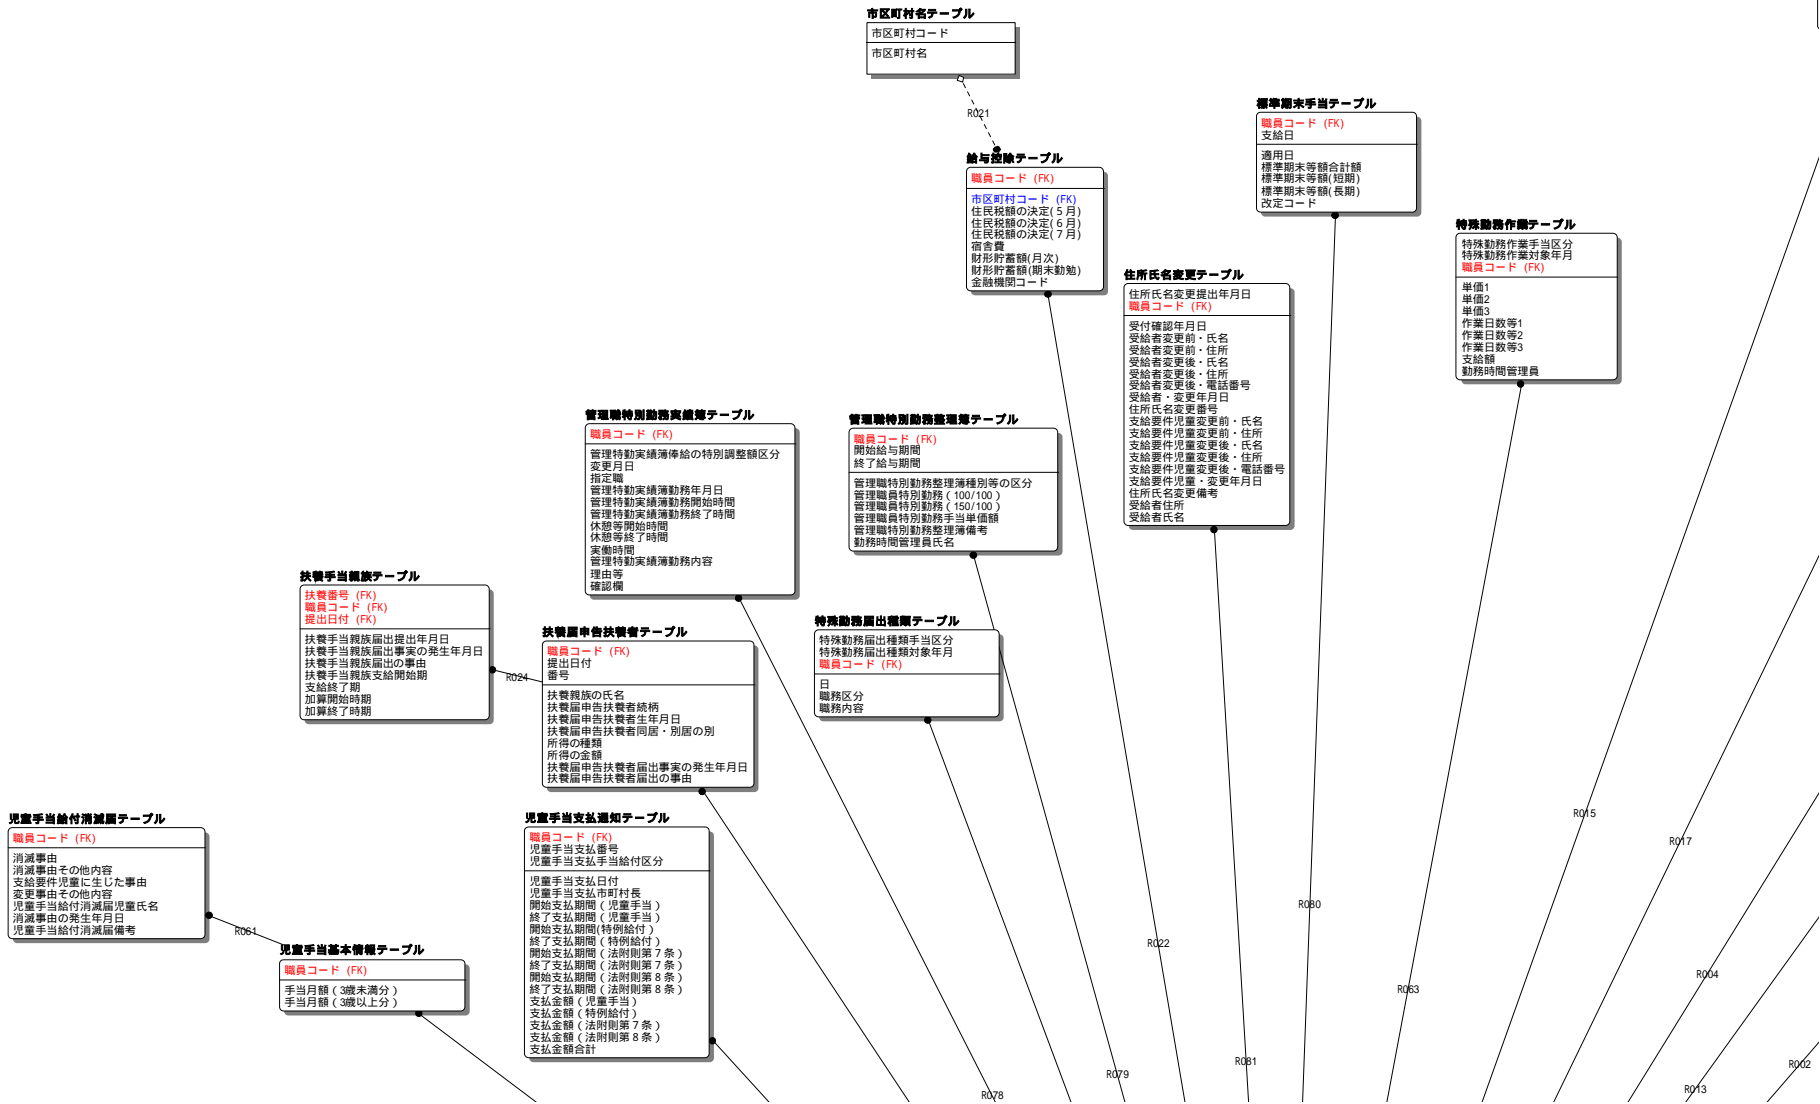 市区町村名テーブル
市区町村コード
市区町村名
R021
標準期末手当テーブル
職員コード (FK)
支給日
適用日
標準期末等額合計額
標準期末等額(短期)
標準期末等額(長期)
改定コード
給与控除テーブル
職員コード (FK)
市区町村コード (FK)
住民税額の決定(5月)
住民税額の決定(6月)
住民税額の決定(7月)
宿舎費
財形貯蓄額(月次)
財形貯蓄額(期末勤勉)
金融機関コード
特殊勤務作業テーブル
特殊勤務作業手当区分
特殊勤務作業対象年月
職員コード (FK)
単価1
単価2
単価3
作業日数等1
作業日数等2
作業日数等3
支給額
勤務時間管理員
住所氏名変更テーブル
住所氏名変更提出年月日
職員コード (FK)
受付確認年月日
受給者変更前・氏名
受給者変更前・住所
受給者変更後・氏名
受給者変更後・住所
受給者変更後・電話番号
受給者・変更年月日
住所氏名変更番号
支給要件児童変更前・氏名
支給要件児童変更前・住所
支給要件児童変更後・氏名
支給要件児童変更後・住所
支給要件児童変更後・電話番号
支給要件児童・変更年月日
住所氏名変更備考
受給者住所
受給者氏名
管理職特別勤務実績簿テーブル
職員コード (FK)
管理特勤実績簿俸給の特別調整額区分
変更月日
指定職
管理特勤実績簿勤務年月日
管理特勤実績簿勤務開始時間
管理特勤実績簿勤務終了時間
休憩等開始時間
休憩等終了時間
実働時間
管理特勤実績簿勤務内容
理由等
確認欄
管理職特別勤務整理簿テーブル
職員コード (FK)
開始給与期間
終了給与期間
管理職特別勤務整理簿種別等の区分
管理職員特別勤務(100/100)
管理職員特別勤務(150/100)
管理職員特別勤務手当単価額
管理職特別勤務整理簿備考
勤務時間管理員氏名
扶養手当親族テーブル
扶養番号 (FK)
職員コード (FK)
提出日付 (FK)
扶養手当親族届出提出年月日
扶養手当親族届出事実の発生年月日
扶養手当親族届出の事由
扶養手当親族支給開始期
支給終了期
加算開始時期
加算終了時期
R024
扶養届申告扶養者テーブル
職員コード (FK)
提出日付
番号
扶養親族の氏名
扶養届申告扶養者続柄
扶養届申告扶養者生年月日
扶養届申告扶養者同居・別居の別
所得の種類
所得の金額
扶養届申告扶養者届出事実の発生年月日
扶養届申告扶養者届出の事由
特殊勤務届出種類テーブル
特殊勤務届出種類手当区分
特殊勤務届出種類対象年月
職員コード (FK)
日
職務区分
職務内容
児童手当給付消滅届テーブル
職員コード (FK)
消滅事由
消滅事由その他内容
支給要件児童に生じた事由
変更事由その他内容
児童手当給付消滅届児童氏名
消滅事由の発生年月日
児童手当給付消滅届備考
R061
児童手当基本情報テーブル
職員コード (FK)
手当月額(3歳未満分)
手当月額(3歳以上分)
児童手当支払通知テーブル
職員コード (FK)
児童手当支払番号
児童手当支払手当給付区分
児童手当支払日付
児童手当支払市町村長
開始支払期間(児童手当)
終了支払期間(児童手当)
開始支払期間(特例給付)
終了支払期間(特例給付)
開始支払期間(法附則第7条)
終了支払期間(法附則第7条)
開始支払期間(法附則第8条)
終了支払期間(法附則第8条)
支払金額(児童手当)
支払金額(特例給付)
支払金額(法附則第7条)
支払金額(法附則第8条)
支払金額合計
R015
R017
R080
R022
R004
R063
R081
R002
R079
R013
R078